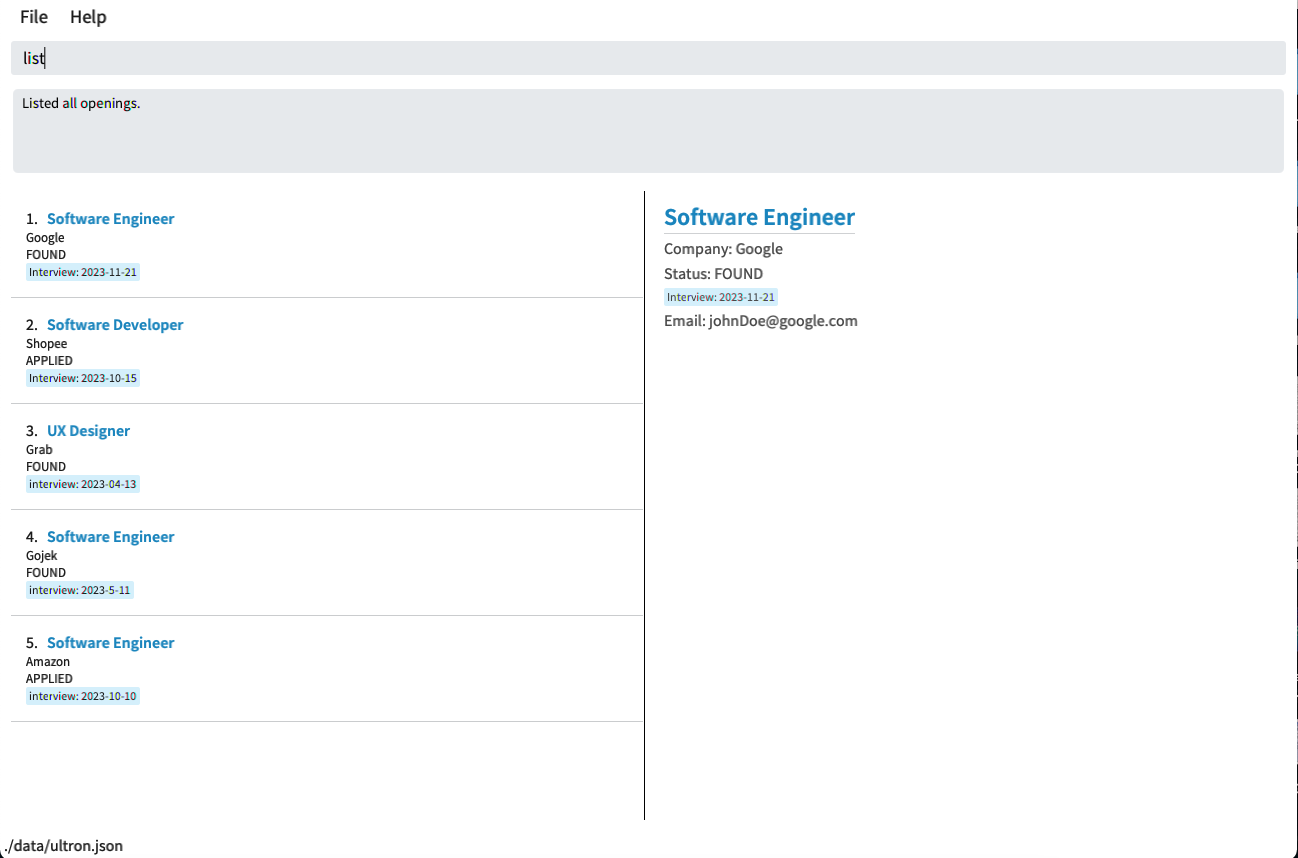 File Help
list
Listed all openings.
1. Software Engineer
Google
FOUND
Interview: 2023-11-21
2. Software Developer
Shopee
APPLIED
Interview: 2023-10-15
3. UX Designer
Grab
FOUND
interview: 2023-04-13
4. Software Engineer
Gojek
FOUND
interview: 2023-5-11
5. Software Engineer
Amazon
APPLIED
interview: 2023-10-10
Software Engineer
Company: Google
Status: FOUND
Interview: 2023-11-21
Email: johnDoe@google.com
./data/ultron.json